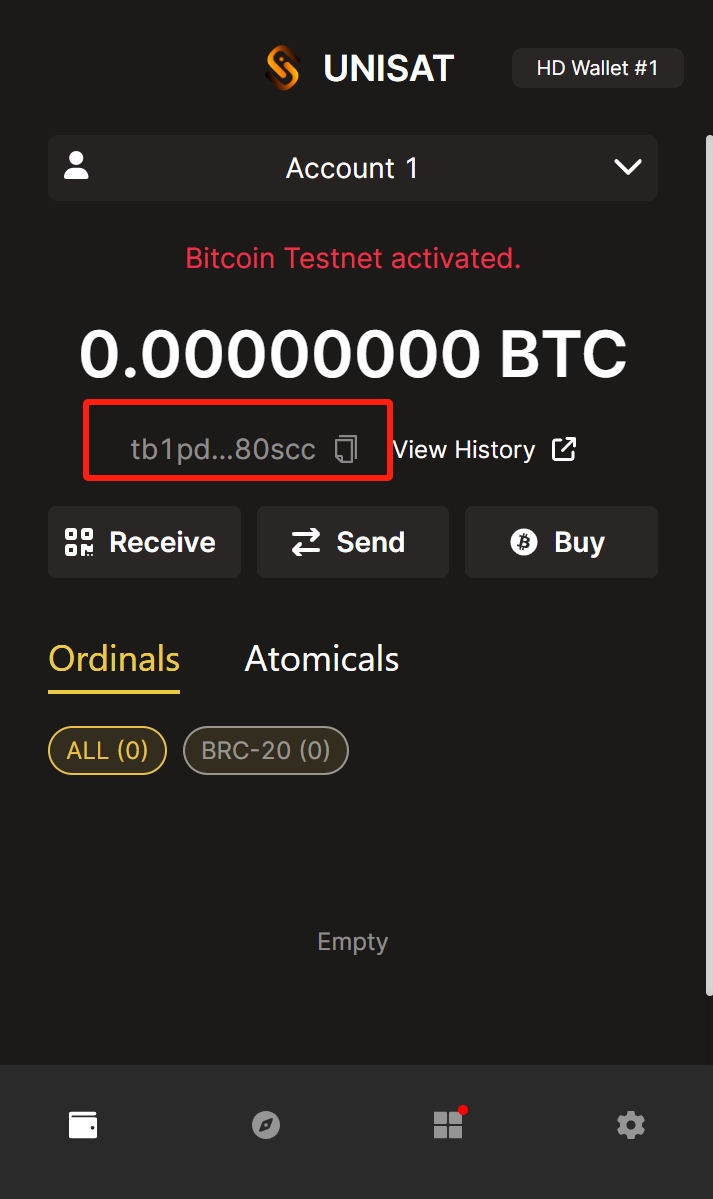 UNISAT
HD Wallet #1
Account 1
Bitcoin Testnet activated.
0.00000000 BTC
tb1pd...80scc
View History
Receive
Send
Buy
Ordinals
Atomicals
ALL (0)
BRC-20 (0)
Empty